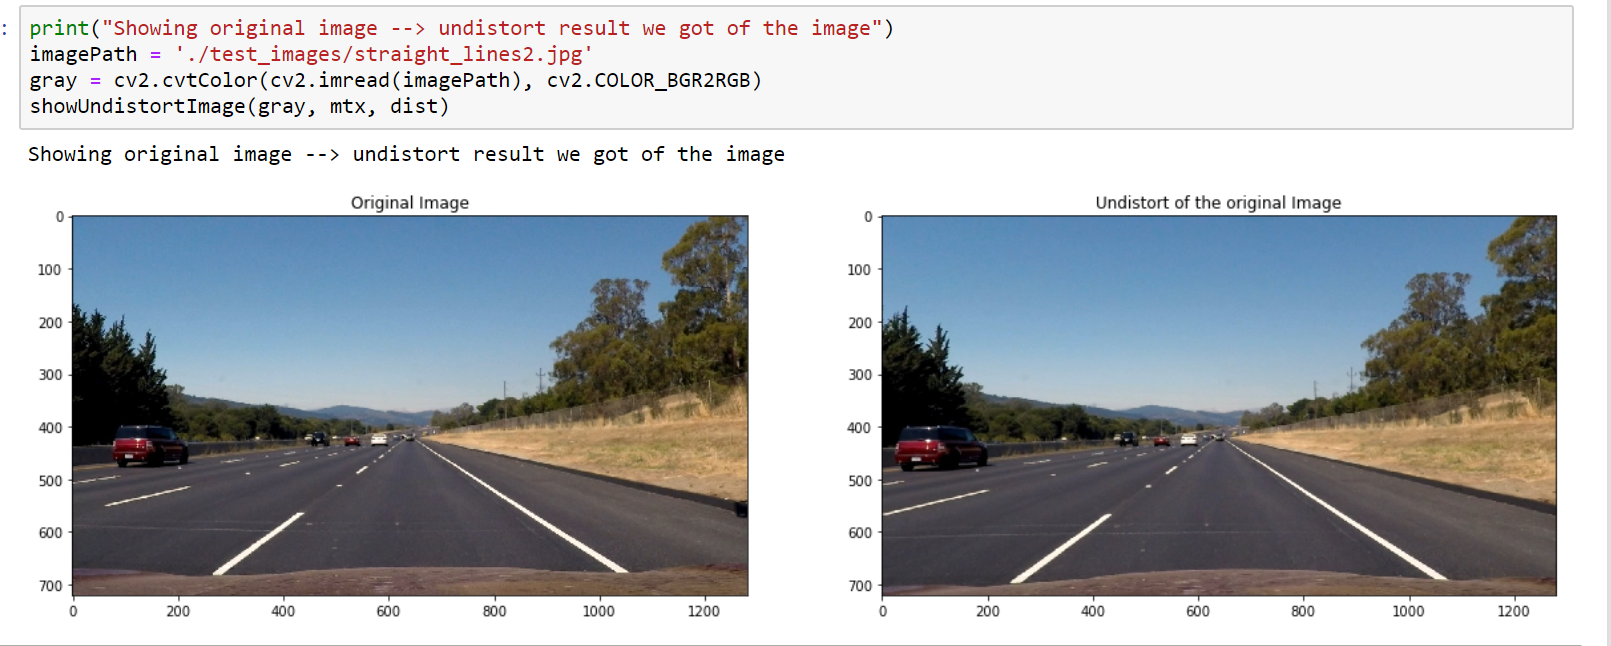 :
print("Showing original image --> undistort result we got of the image")
imagePath = './test_images/straight_lines2.jpg'
gray = cv2.cvtColor(cv2.imread(imagePath), cv2.COLOR_BGR2RGB)
showUndistortImage(gray, mtx, dist)
Showing original image --> undistort result we got of the image
Original Image
0
100
200
300
400
500
600
700
0 200 400 600 800 1000 1200
Undistort of the original Image
0
100
200
300
400
500
600
700
0 200 400 600 800 1000 1200